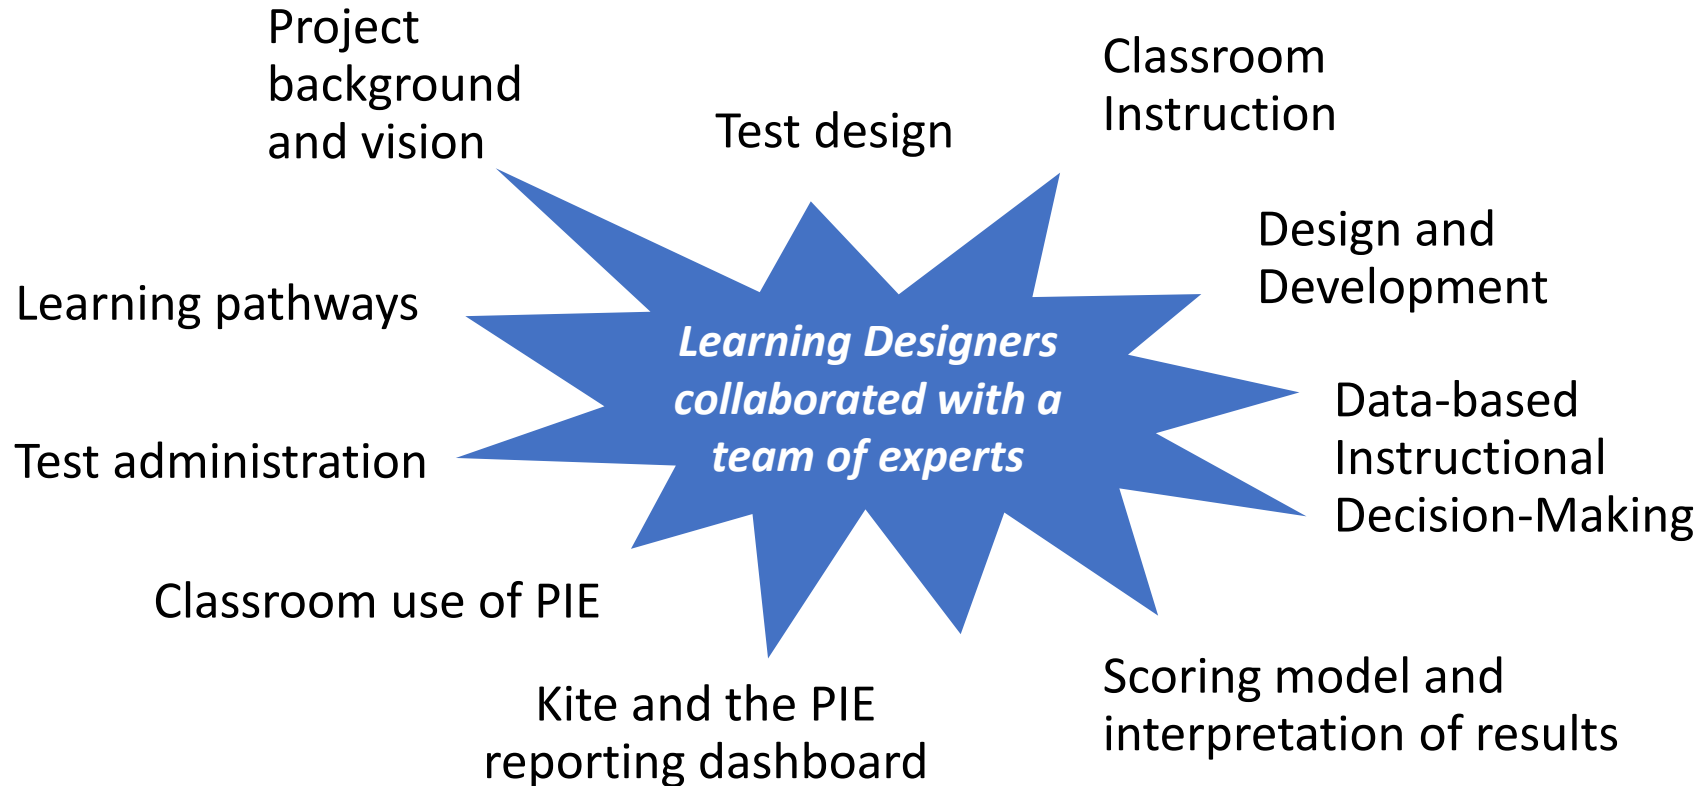 Project
background
and vision
Test design
Classroom
Instruction
Design and
Development
Learning pathways
Learning Designers
collaborated with a
team of experts
Data-based
Instructional
Decision-Making
Test administration
Classroom use of PIE
Kite and the PIE
reporting dashboard
Scoring model and
interpretation of results